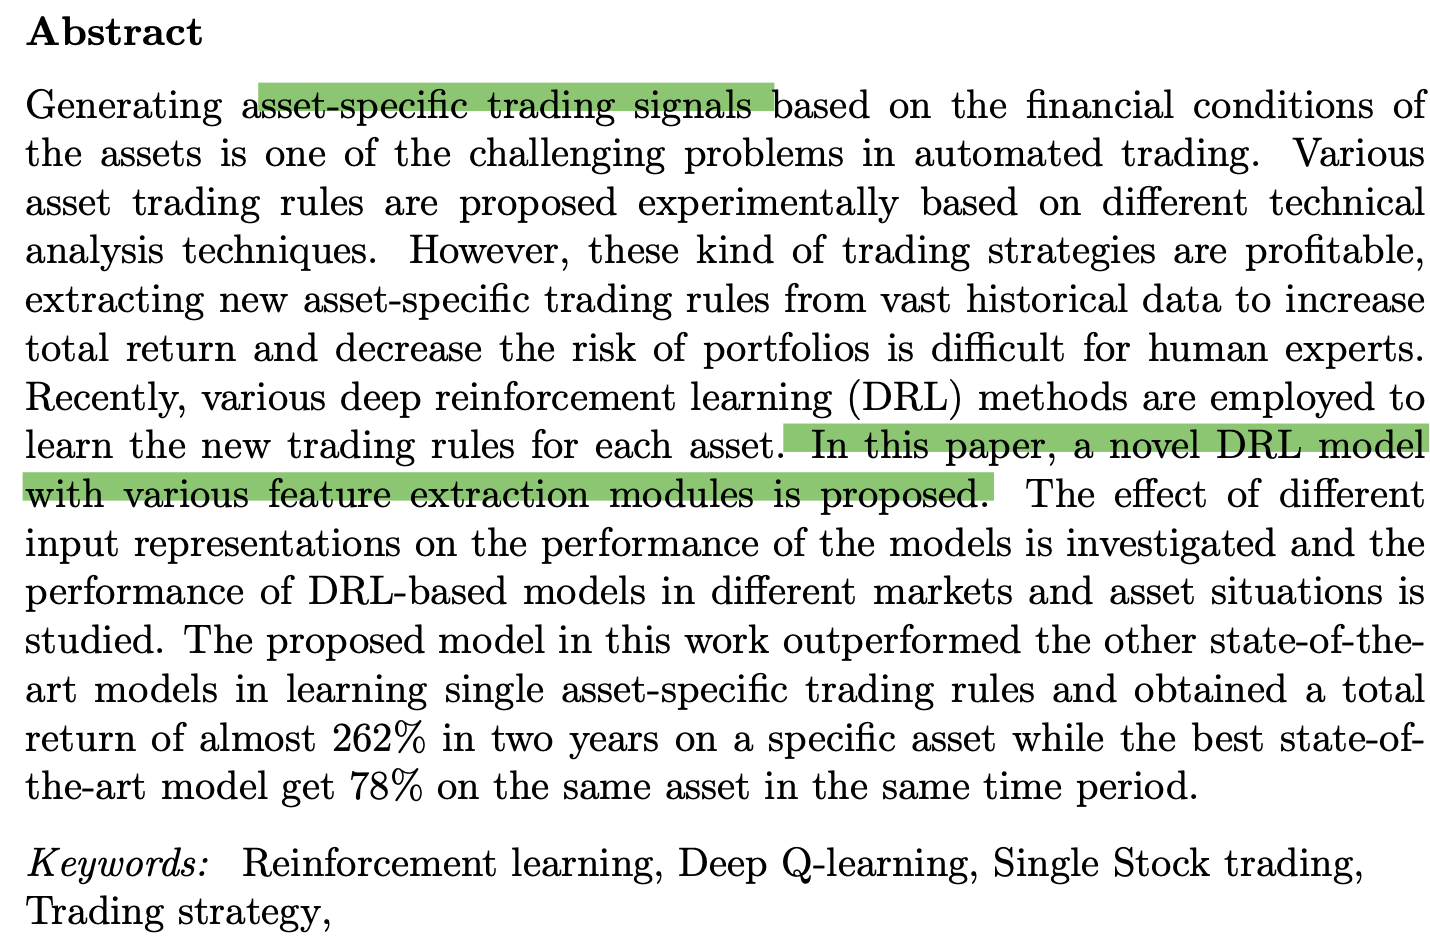 Abstract
Generating asset-specific trading signals based on the financial conditions of
the assets is one of the challenging problems in automated trading. Various
asset trading rules are proposed experimentally based on different technical
analysis techniques. However, these kind of trading strategies are profitable,
extracting new asset-specific trading rules from vast historical data to increase
total return and decrease the risk of portfolios is difficult for human experts.
Recently, various deep reinforcement learning (DRL) methods are employed to
learn the new trading rules for each asset. In this paper, a novel DRL model
with various feature extraction modules is proposed. The effect of different
input representations on the performance of the models is investigated and the
performance of DRL-based models in different markets and asset situations is
studied. The proposed model in this work outperformed the other state-of-the-
art models in learning single asset-specific trading rules and obtained a total
return of almost 262% in two years on a specific asset while the best state-of-
the-art model get 78% on the same asset in the same time period.
Keywords: Reinforcement learning, Deep Q-learning, Single Stock trading,
Trading strategy,